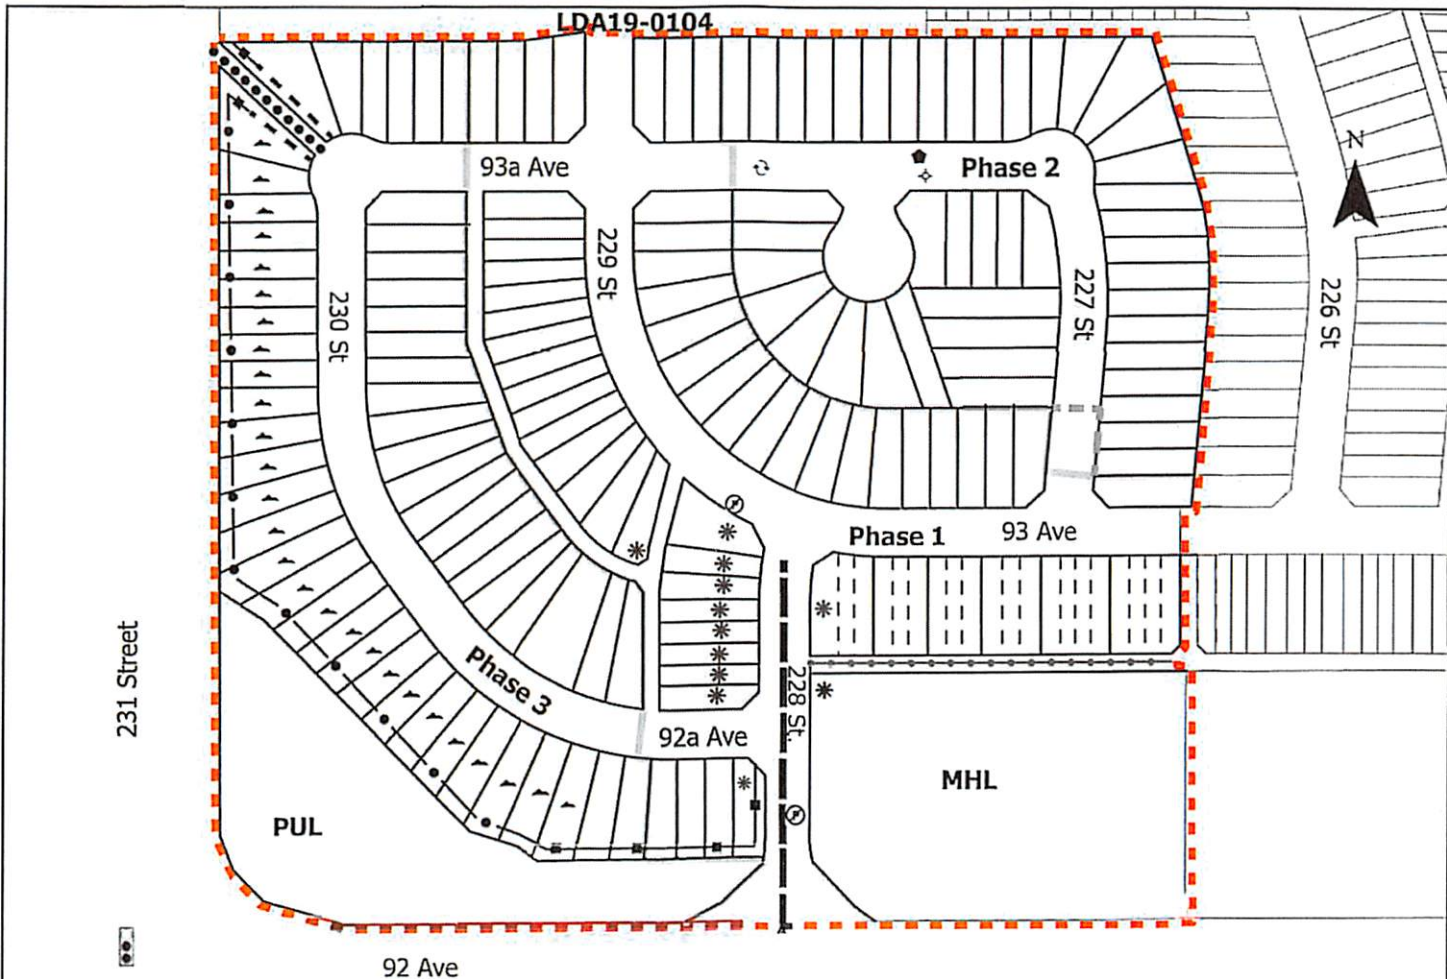 LDA19-0104
N
93a Ave
Phase 2
229 St
230 St
227 St
226 St
Phase 1
93 Ave
231 Street
Phase 3
228 St.
92a Ave
MHL
PUL
92 Ave